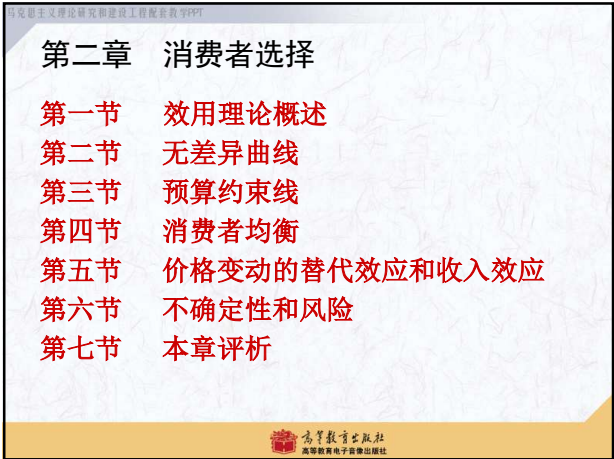 马克思主义理论研究和建设工程配套教学PPT
第二章 消费者选择
第一节 效用理论概述
第二节 无差异曲线
第三节 预算约束线
第四节 消费者均衡
第五节 价格变动的替代效应和收入效应
第六节 不确定性和风险
第七节 本章评析
高等教育出版社
高等教育电子音像出版社